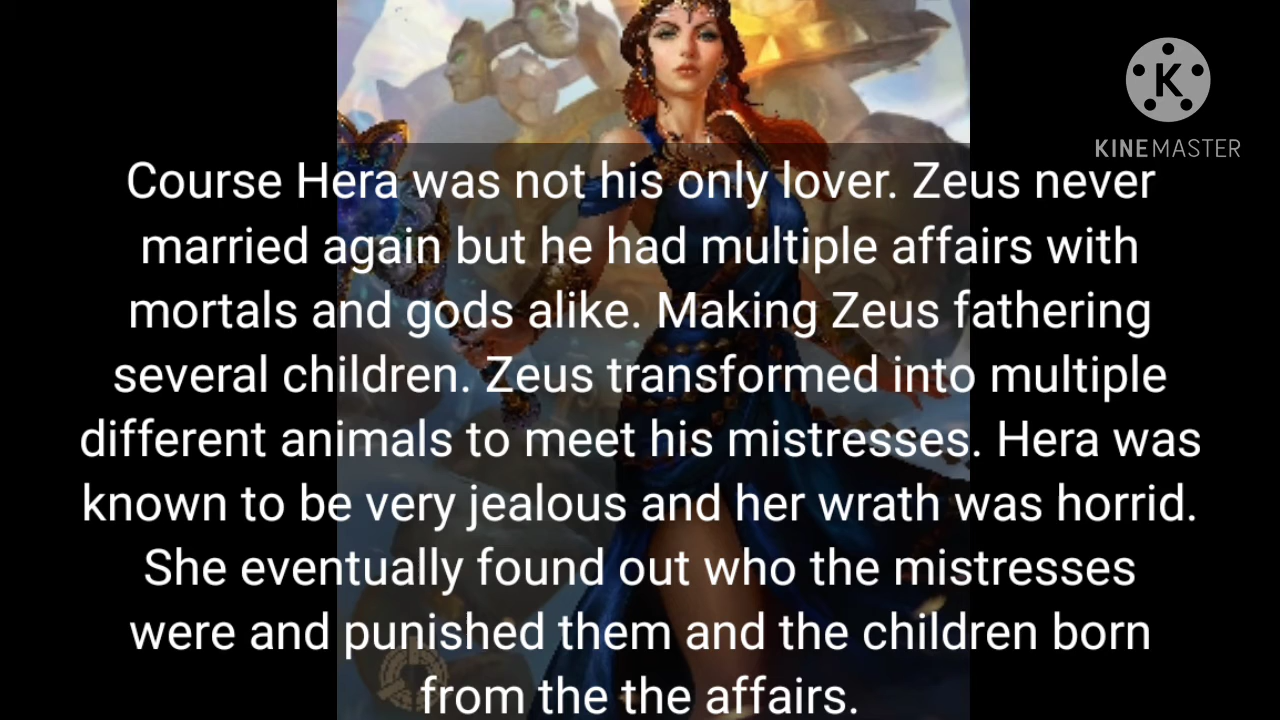 K
KINEMASTER
Course Hera was not his only lover. Zeus never
married again but he had multiple affairs with
mortals and gods alike. Making Zeus fathering
several children. Zeus transformed into multiple
different animals to meet his mistresses. Hera was
known to be very jealous and her wrath was horrid.
She eventually found out who the mistresses
were and punished them and the children born
from the the affairs.